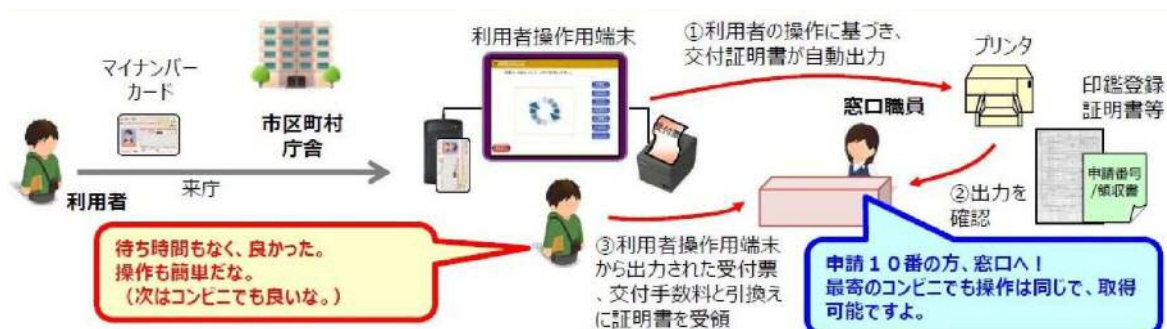 マイナンバー
カード
市区町村
庁舎
利用者
来庁
利用者操作用端末
受付票
①利用者の操作に基づき、
交付証明書が自動出力
プリンタ
窓口職員
印鑑登録
証明書等
申請番号
/領収書
②出力を
確認
③利用者操作用端末
から出力された受付票
、交付手数料と引換え
に証明書を受領
待ち時間もなく、良かった。
操作も簡単だな。
（次はコンビニでも良いな。）
申請１０番の方、窓口へ！
最寄のコンビニでも操作は同じで、取得
可能ですよ。